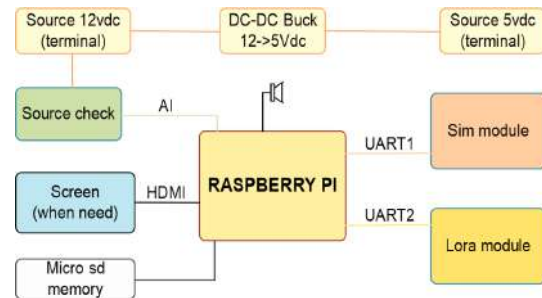 Source 12vdc
(terminal)
DC-DC Buck
12->5Vdc
Source 5vdc
(terminal)
Source check
AI
Sim module
UART1
RASPBERRY PI
Screen
(when need)
HDMI
UART2
Lora module
Micro sd
memory